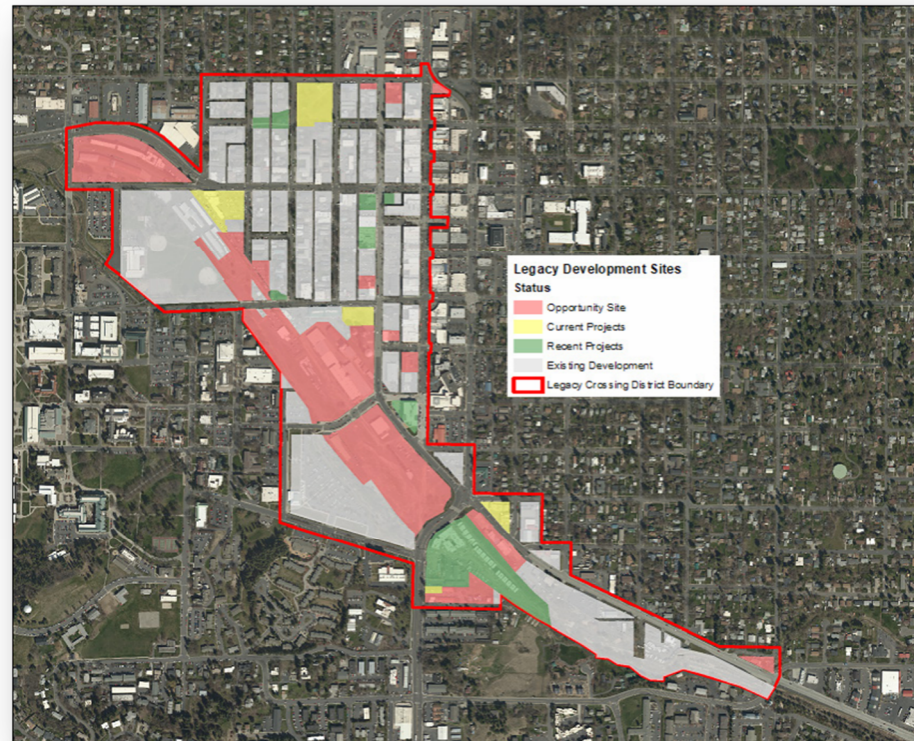 Legacy Development Sites
Status
Opportunity Site
Current Projects
Recent Projects
Existing Development
Legacy Crossing District Boundary